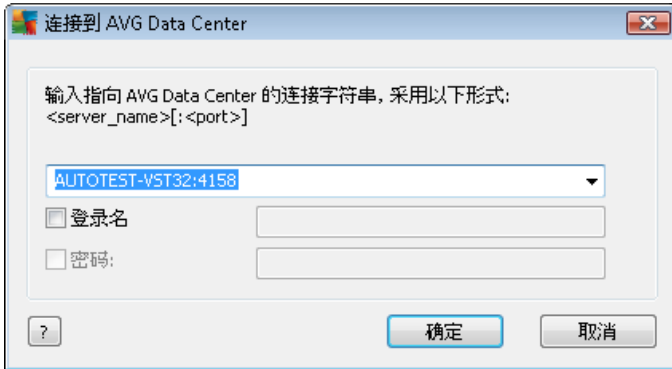 连接到 AVG Data Center
输入指向 AVG Data Center 的连接字符串，采用以下形式：
<server_name>[:<port>]
AUTOTEST-VST32:4158
登录名
密码:
?
确定
取消